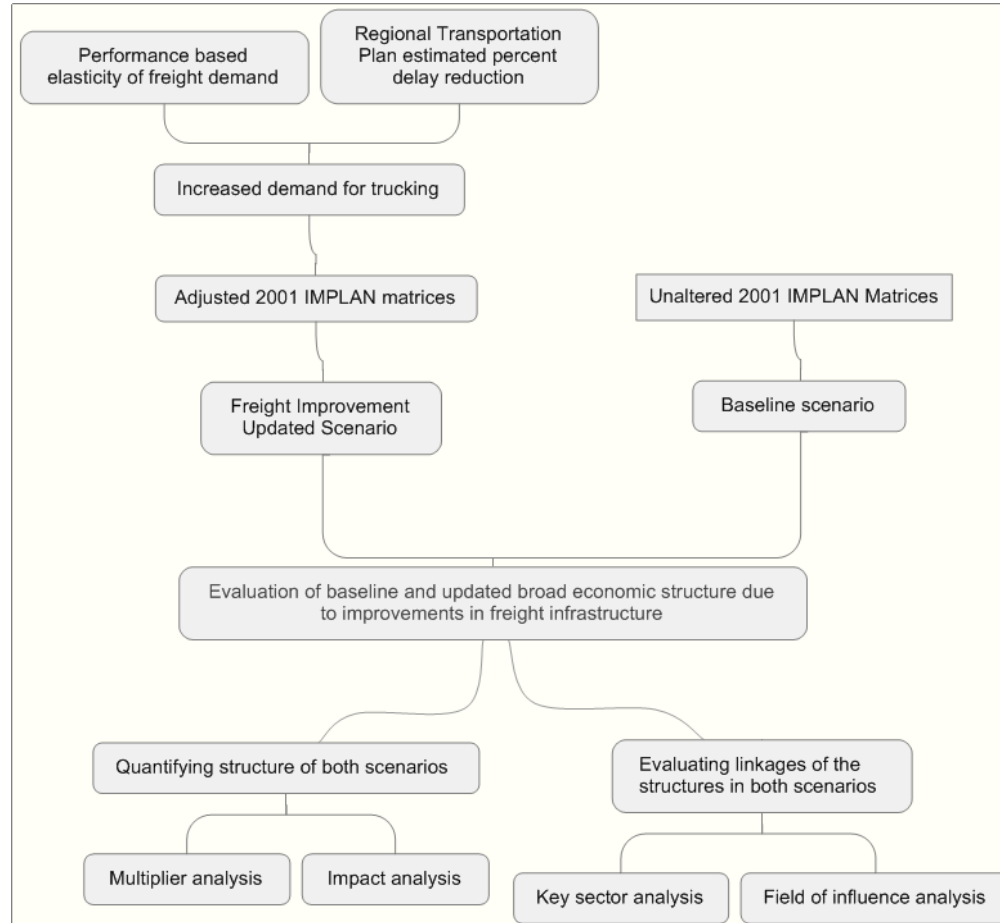 Performance based
elasticity of freight demand
Regional Transportation
Plan estimated percent
delay reduction
Increased demand for trucking
Adjusted 2001 IMPLAN matrices
Unaltered 2001 IMPLAN Matrices
Freight Improvement
Updated Scenario
Baseline scenario
Evaluation of baseline and updated broad economic structure due
to improvements in freight infrastructure
Quantifying structure of both scenarios
Evaluating linkages of the
structures in both scenarios
Multiplier analysis
Impact analysis
Key sector analysis
Field of influence analysis